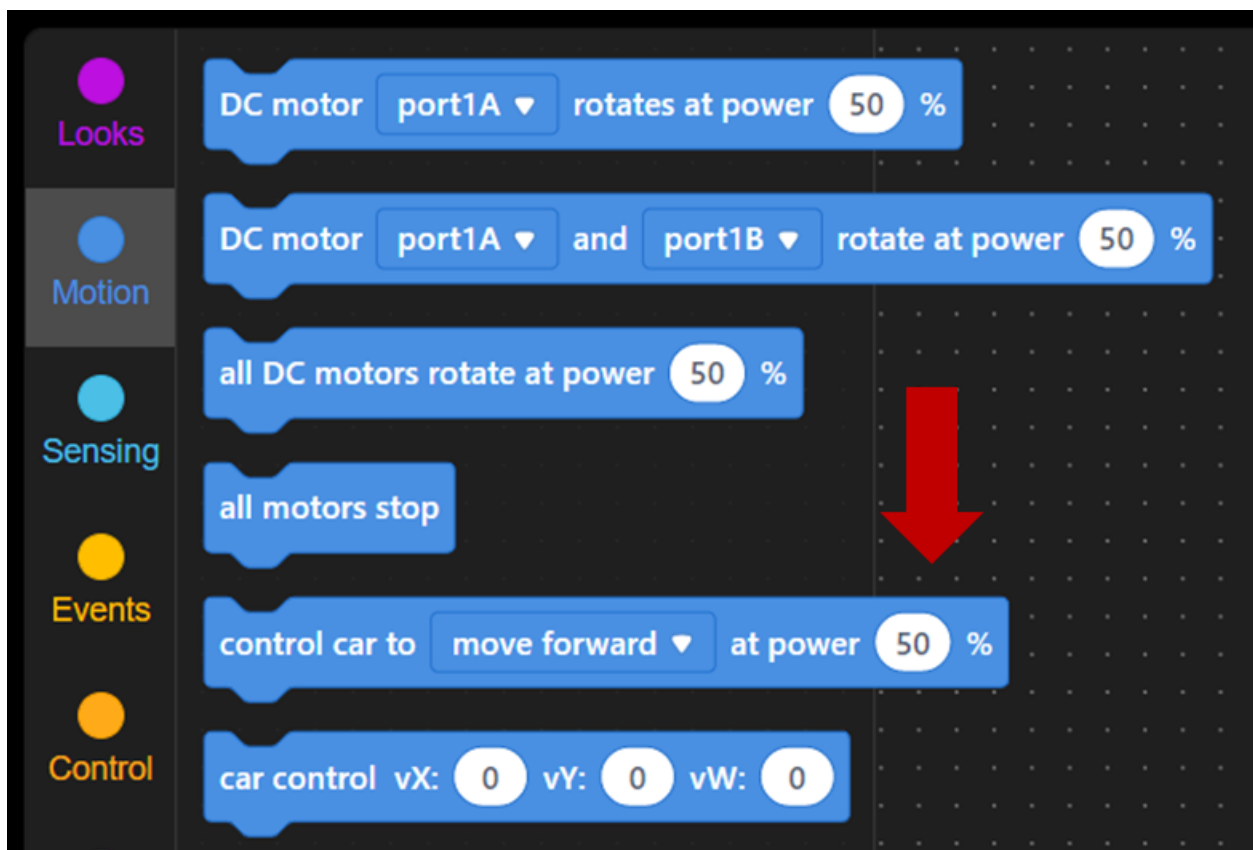 Looks
Motion
Sensing
Events
Control
DC motor port1A rotates at power 50 %
DC motor port1A and port1B rotate at power 50 %
all DC motors rotate at power 50 %
all motors stop
control car to move forward at power 50 %
car control vX: 0 vY: 0 vW: 0